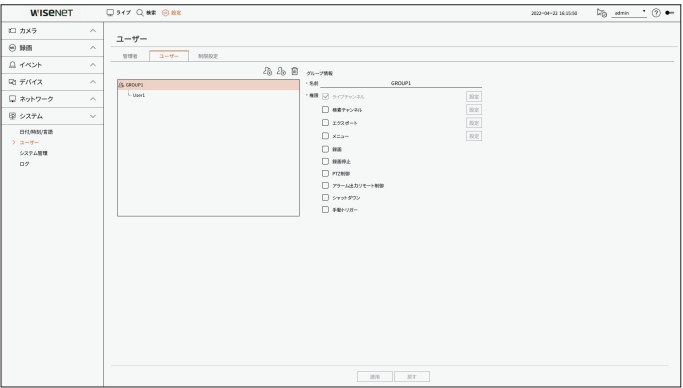 WISENET
ライブ 検索 設定
2022-04-22 16:15:50 admin
カメラ
録画
イベント
デバイス
ネットワーク
システム
日付/時刻/言語
ユーザー
システム管理
ログ
ユーザー
管理者 ユーザー 制限設定
GROUP1
User1
グループ情報
名前 GROUP1
権限 ライブチャンネル 設定
検索チャンネル 設定
エクスポート 設定
メニュー 設定
録画
録画停止
PTZ制御
アラーム出力リモート制御
シャットダウン
手動トリガー
適用 戻す